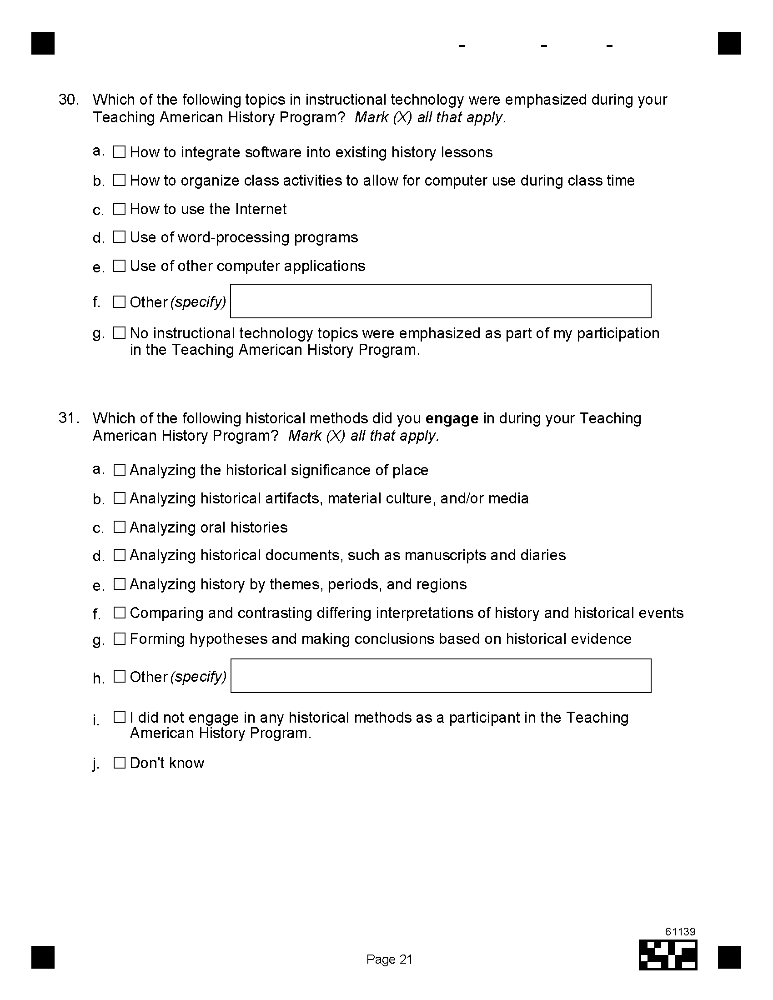 - - -
30. Which of the following topics in instructional technology were emphasized during your
Teaching American History Program? Mark (X) all that apply.
a. □ How to integrate software into existing history lessons
b. □ How to organize class activities to allow for computer use during class time
c. □ How to use the Internet
d. □ Use of word-processing programs
e. □ Use of other computer applications
f. □ Other (specify)
g. □ No instructional technology topics were emphasized as part of my participation
in the Teaching American History Program.
31. Which of the following historical methods did you engage in during your Teaching
American History Program? Mark (X) all that apply.
a. □ Analyzing the historical significance of place
b. □ Analyzing historical artifacts, material culture, and/or media
c. □ Analyzing oral histories
d. □ Analyzing historical documents, such as manuscripts and diaries
e. □ Analyzing history by themes, periods, and regions
f. □ Comparing and contrasting differing interpretations of history and historical events
g. □ Forming hypotheses and making conclusions based on historical evidence
h. □ Other (specify)
i. □ I did not engage in any historical methods as a participant in the Teaching
American History Program.
j. □ Don't know
61139
Page 21